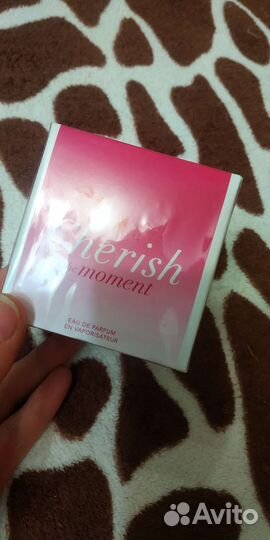 herish
moment
EAU DE PARFUM
EN VAPORISATEUR
Avito